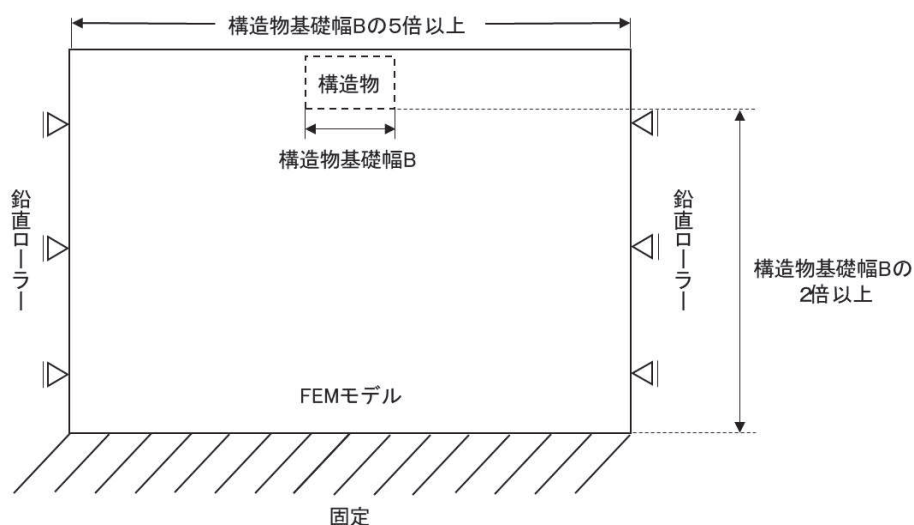 構造物基礎幅Bの5倍以上
構造物
構造物基礎幅B
鉛直ローラー
鉛直ローラー
構造物基礎幅Bの
2倍以上
FEMモデル
固定